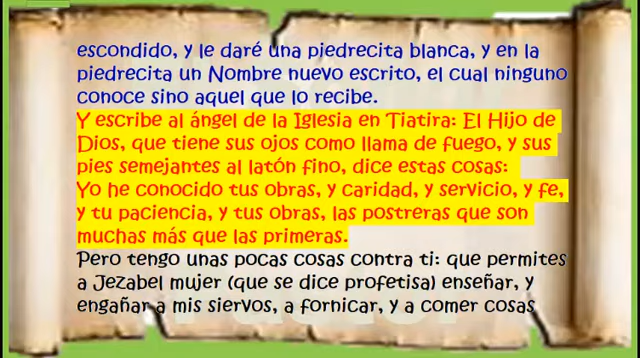 escondido, y le daré una piedrecita blanca, y en la
piedrecita un Nombre nuevo escrito, el cual ninguno
conoce sino aquel que lo recibe.
Y escribe al ángel de la Iglesia en Tiatira: El Hijo de
Dios, que tiene sus ojos como llama de fuego, y sus
pies semejantes al latón fino, dice estas cosas:
Yo he conocido tus obras, y caridad, y servicio, y fe,
y tu paciencia, y tus obras, las postreras que son
muchas más que las primeras.
Pero tengo unas pocas cosas contra ti: que permites
a Jezabel mujer (que se dice profetisa) enseñar, y
engañar a mis siervos, a fornicar, y a comer cosas